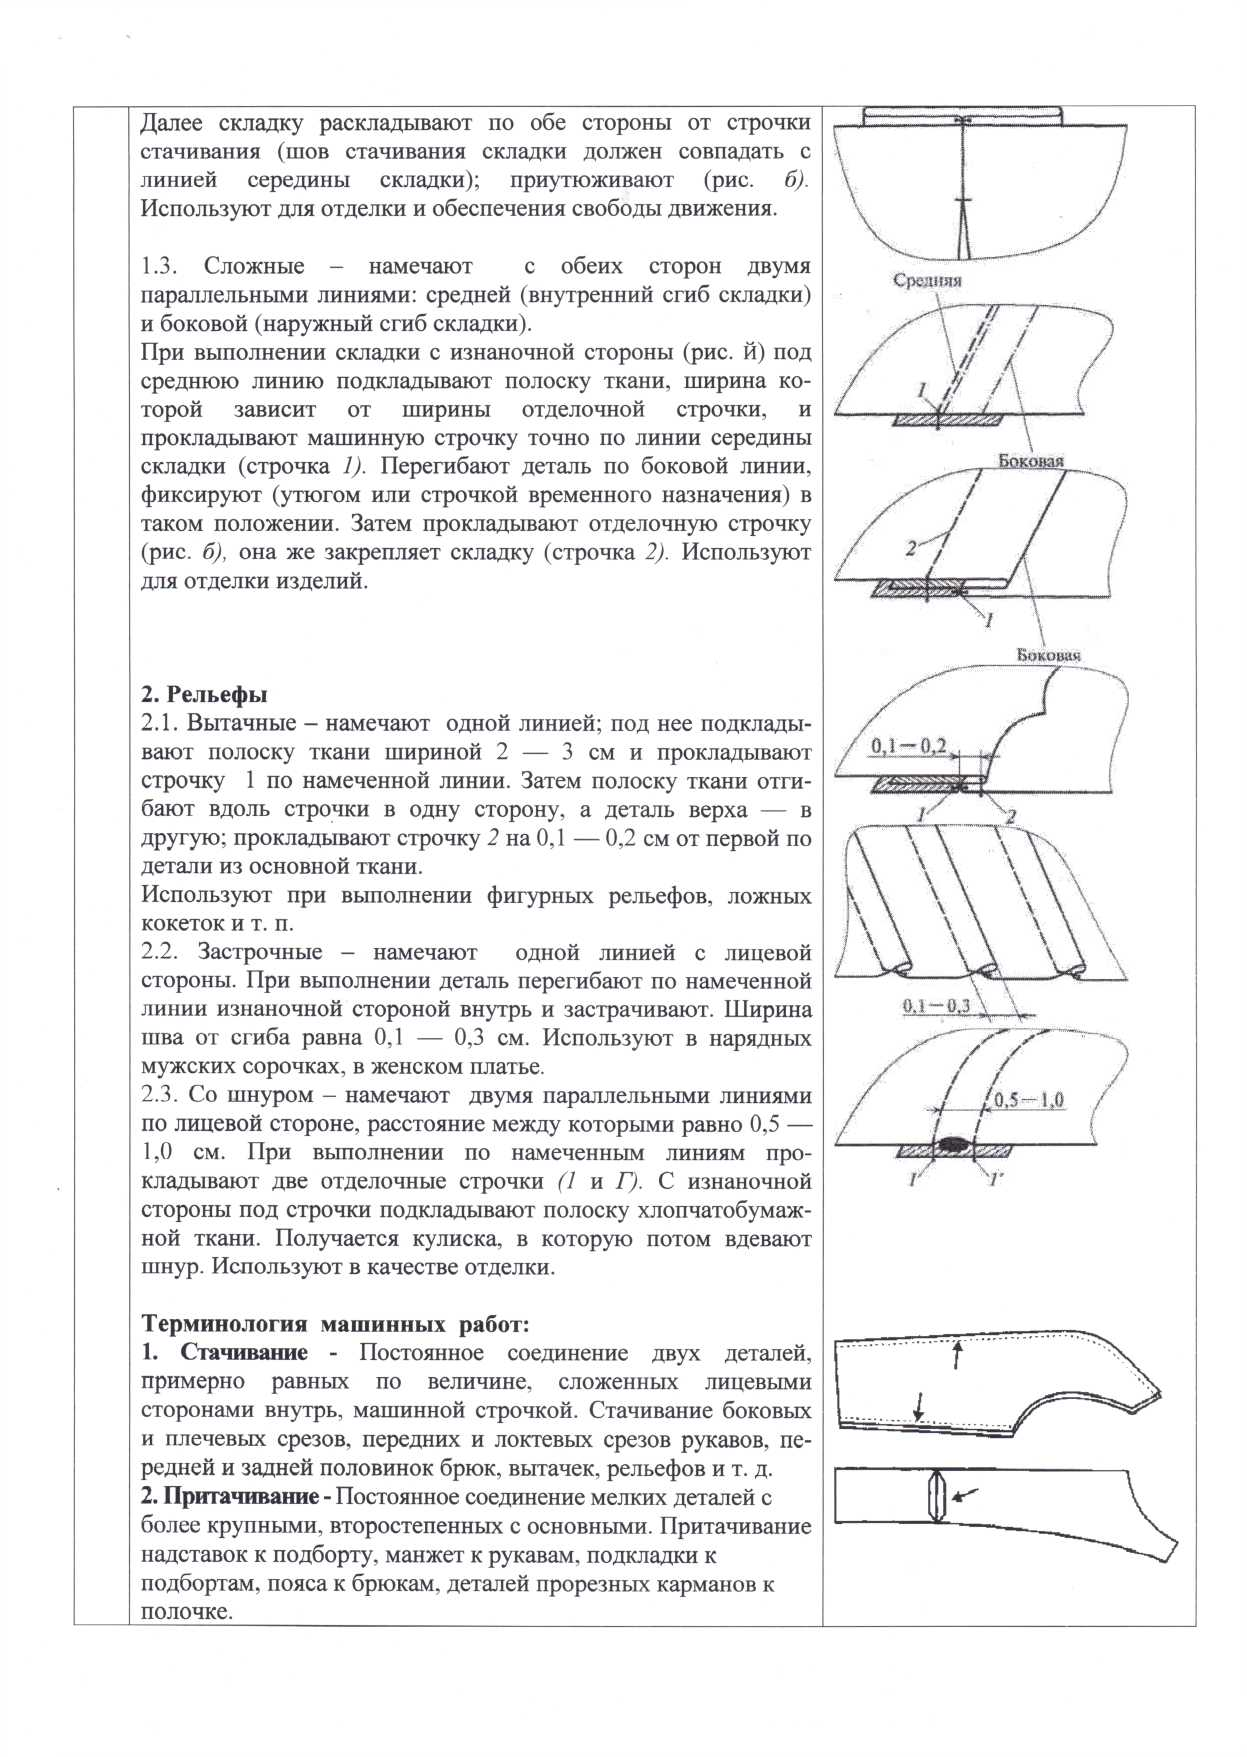 Далее складку раскладывают по обе стороны от строчки
стачивания (шов стачивания складки должен совпадать с
линией середины складки); приутюживают (рис. б).
Используют для отделки и обеспечения свободы движения.
1.3. Сложные – намечают с обеих сторон двумя
параллельными линиями: средней (внутренний сгиб складки)
и боковой (наружный сгиб складки).
При выполнении складки с изнаночной стороны (рис. й) под
среднюю линию подкладывают полоску ткани, ширина ко-
торой зависит от ширины отделочной строчки, и
прокладывают машинную строчку точно по линии середины
складки (строчка 1). Перегибают деталь по боковой линии,
фиксируют (утюгом или строчкой временного назначения) в
таком положении. Затем прокладывают отделочную строчку
(рис. б), она же закрепляет складку (строчка 2). Используют
для отделки изделий.
2. Рельефы
2.1. Вытачные – намечают одной линией; под нее подклады-
вают полоску ткани шириной 2 — 3 см и прокладывают
строчку 1 по намеченной линии. Затем полоску ткани отги-
бают вдоль строчки в одну сторону, а деталь верха — в
другую; прокладывают строчку 2 на 0,1 — 0,2 см от первой по
детали из основной ткани.
Используют при выполнении фигурных рельефов, ложных
кокеток и т. п.
2.2. Застрочные – намечают одной линией с лицевой
стороны. При выполнении деталь перегибают по намеченной
линии изнаночной стороной внутрь и застрачивают. Ширина
шва от сгиба равна 0,1 — 0,3 см. Используют в нарядных
мужских сорочках, в женском платье.
2.3. Со шнуром – намечают двумя параллельными линиями
по лицевой стороне, расстояние между которыми равно 0,5 —
1,0 см. При выполнении по намеченным линиям про-
кладывают две отделочные строчки (1 и Г). С изнаночной
стороны под строчки подкладывают полоску хлопчатобумаж-
ной ткани. Получается кулиска, в которую потом вдевают
шнур. Используют в качестве отделки.
Терминология машинных работ:
1. Стачивание - Постоянное соединение двух деталей,
примерно равных по величине, сложенных лицевыми
сторонами внутрь, машинной строчкой. Стачивание боковых
и плечевых срезов, передних и локтевых срезов рукавов, пе-
редней и задней половинок брюк, вытачек, рельефов и т. д.
2. Притачивание - Постоянное соединение мелких деталей с
более крупными, второстепенных с основными. Притачивание
надставок к подборту, манжет к рукавам, подкладки к
подбортам, пояса к брюкам, деталей прорезных карманов к
полочке.
Средняя
1
Боковая
2
1
Боковая
0,1—0,2
1 2
0,1—0,3
0,5—1,0
1 1'